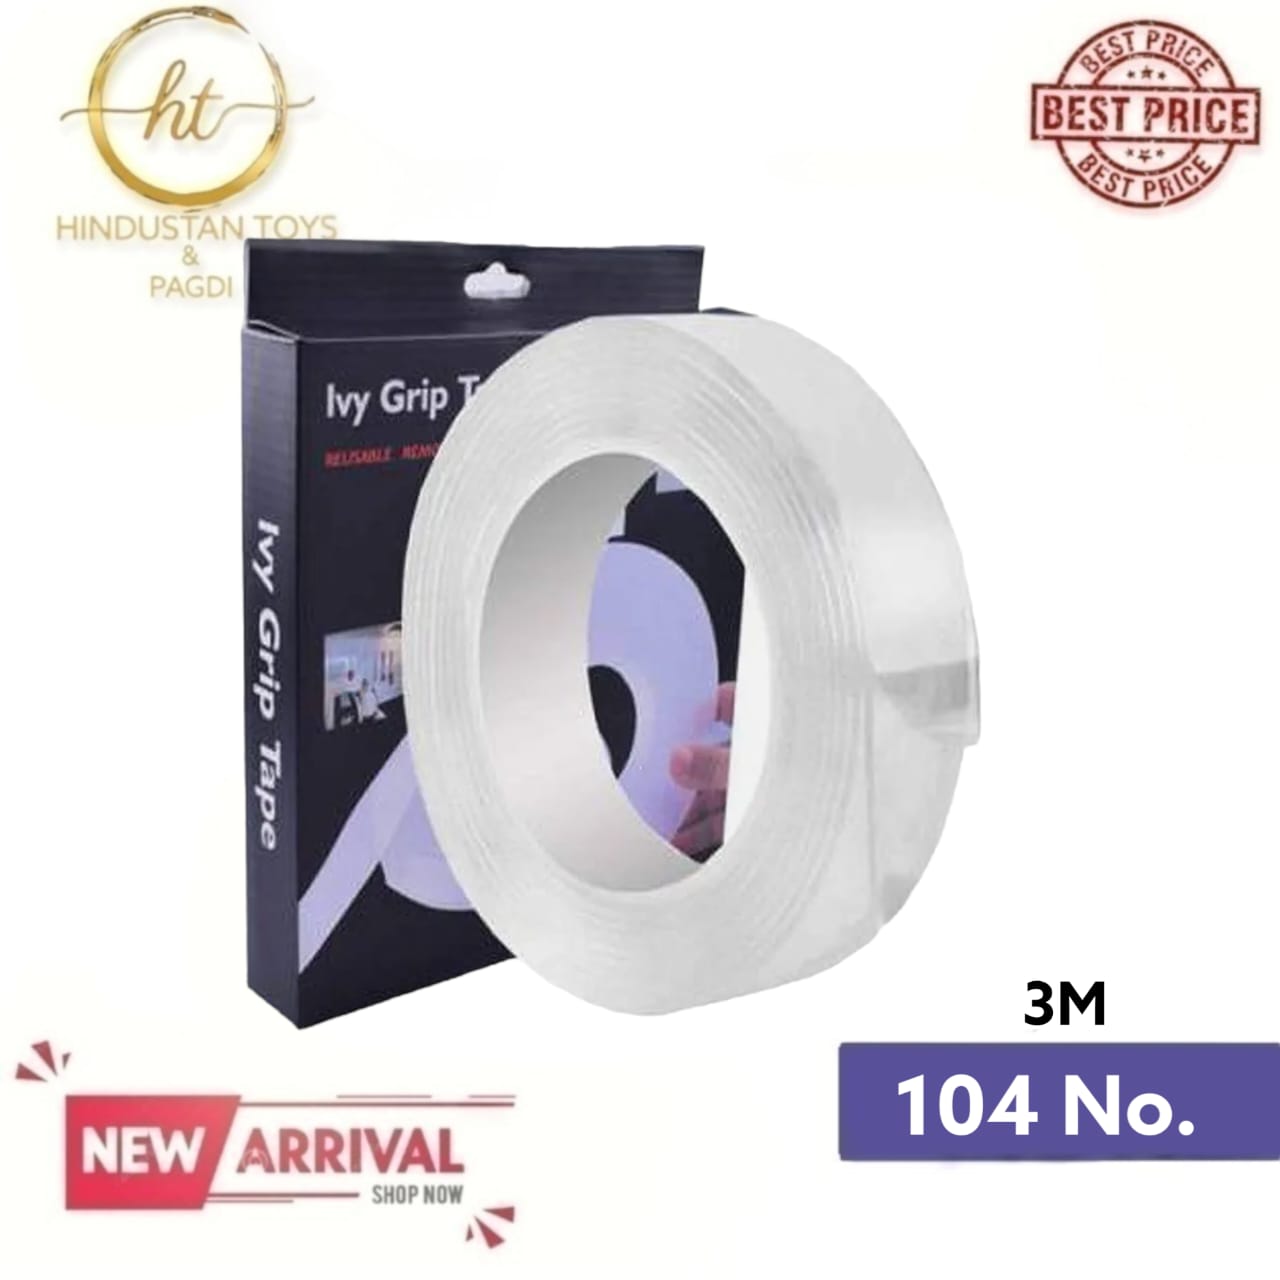 ht
HINDUSTAN TOYS
&
PAGDI
BEST PRICE
BEST PRICE
BEST PRICE
Ivy Grip
REUSABLE
Ivy Grip Tape
3M
104 No.
NEW ARRIVAL
SHOP NOW